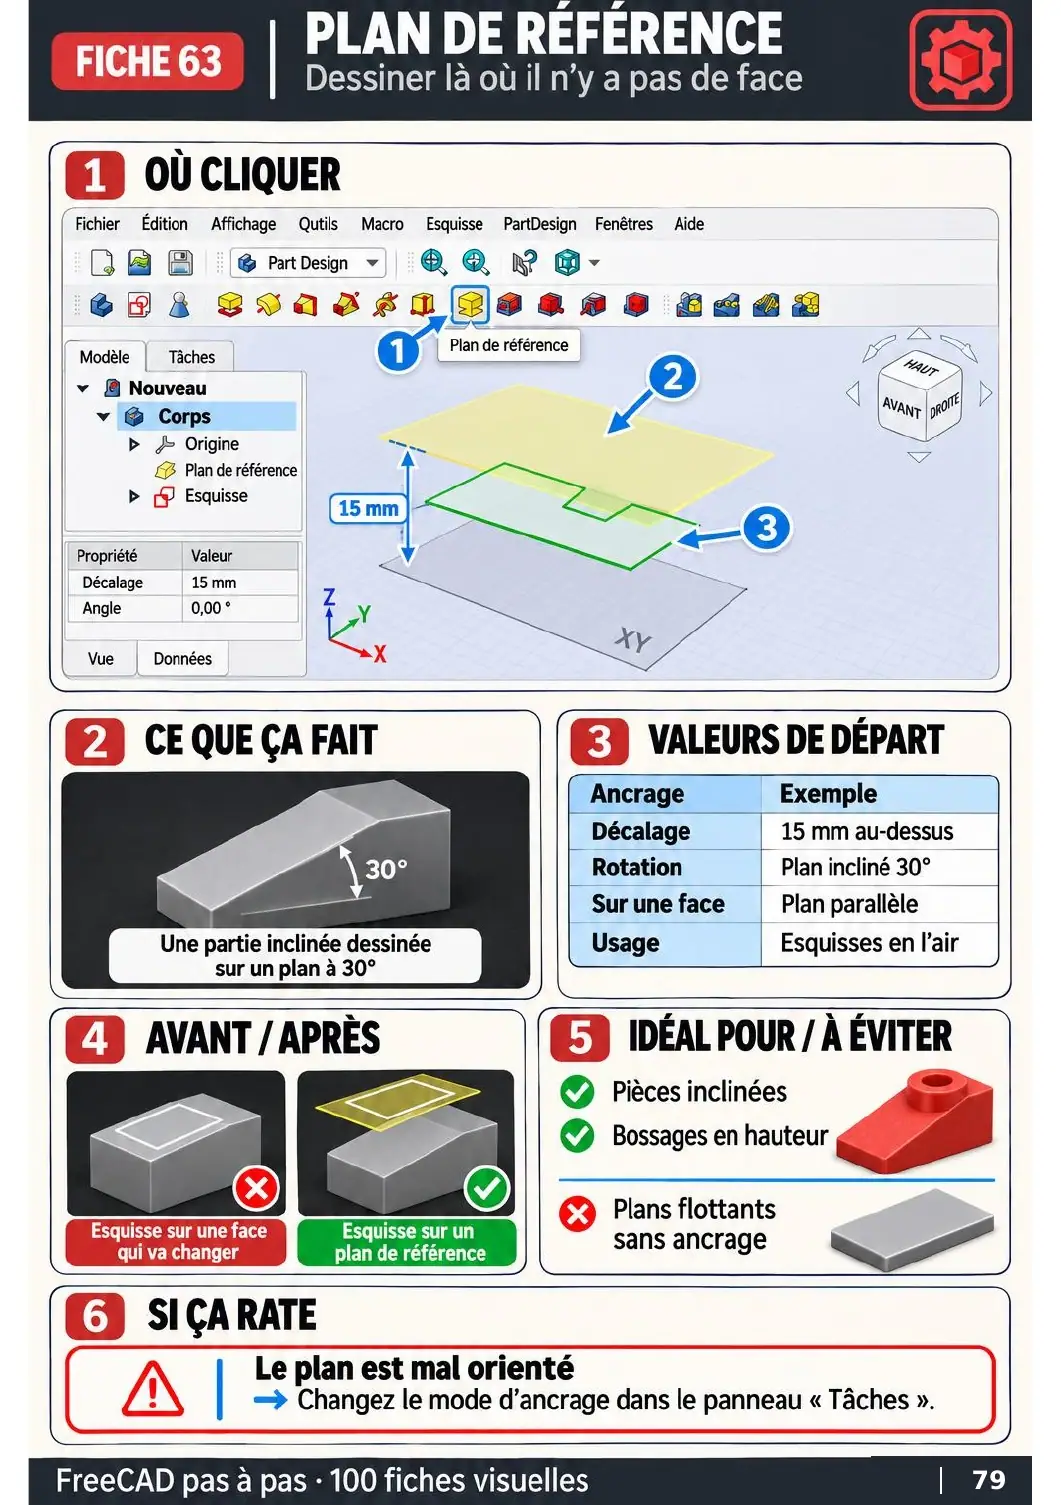 FICHE 63
PLAN DE RÉFÉRENCE
Dessiner là où il n’y a pas de face
1 OÙ CLIQUER
Fichier Édition Affichage Outils Macro Esquisse PartDesign Fenêtres Aide
Part Design
1
Plan de référence
Modèle Tâches
Nouveau
Corps
Origine
Plan de référence
Esquisse
Propriété Valeur
Décalage 15 mm
Angle 0,00 °
Vue Données
2
15 mm
3
XY
Z
Y
X
HAUT
AVANT DROITE
2 CE QUE ÇA FAIT
30°
Une partie inclinée dessinée
sur un plan à 30°
3 VALEURS DE DÉPART
Ancrage Exemple
Décalage 15 mm au-dessus
Rotation Plan incliné 30°
Sur une face Plan parallèle
Usage Esquisses en l’air
4 AVANT / APRÈS
Esquisse sur une face
qui va changer
Esquisse sur un
plan de référence
5 IDÉAL POUR / À ÉVITER
Pièces inclinées
Bossages en hauteur
Plans flottants
sans ancrage
6 SI ÇA RATE
Le plan est mal orienté
→ Changez le mode d’ancrage dans le panneau « Tâches ».
FreeCAD pas à pas · 100 fiches visuelles | 79